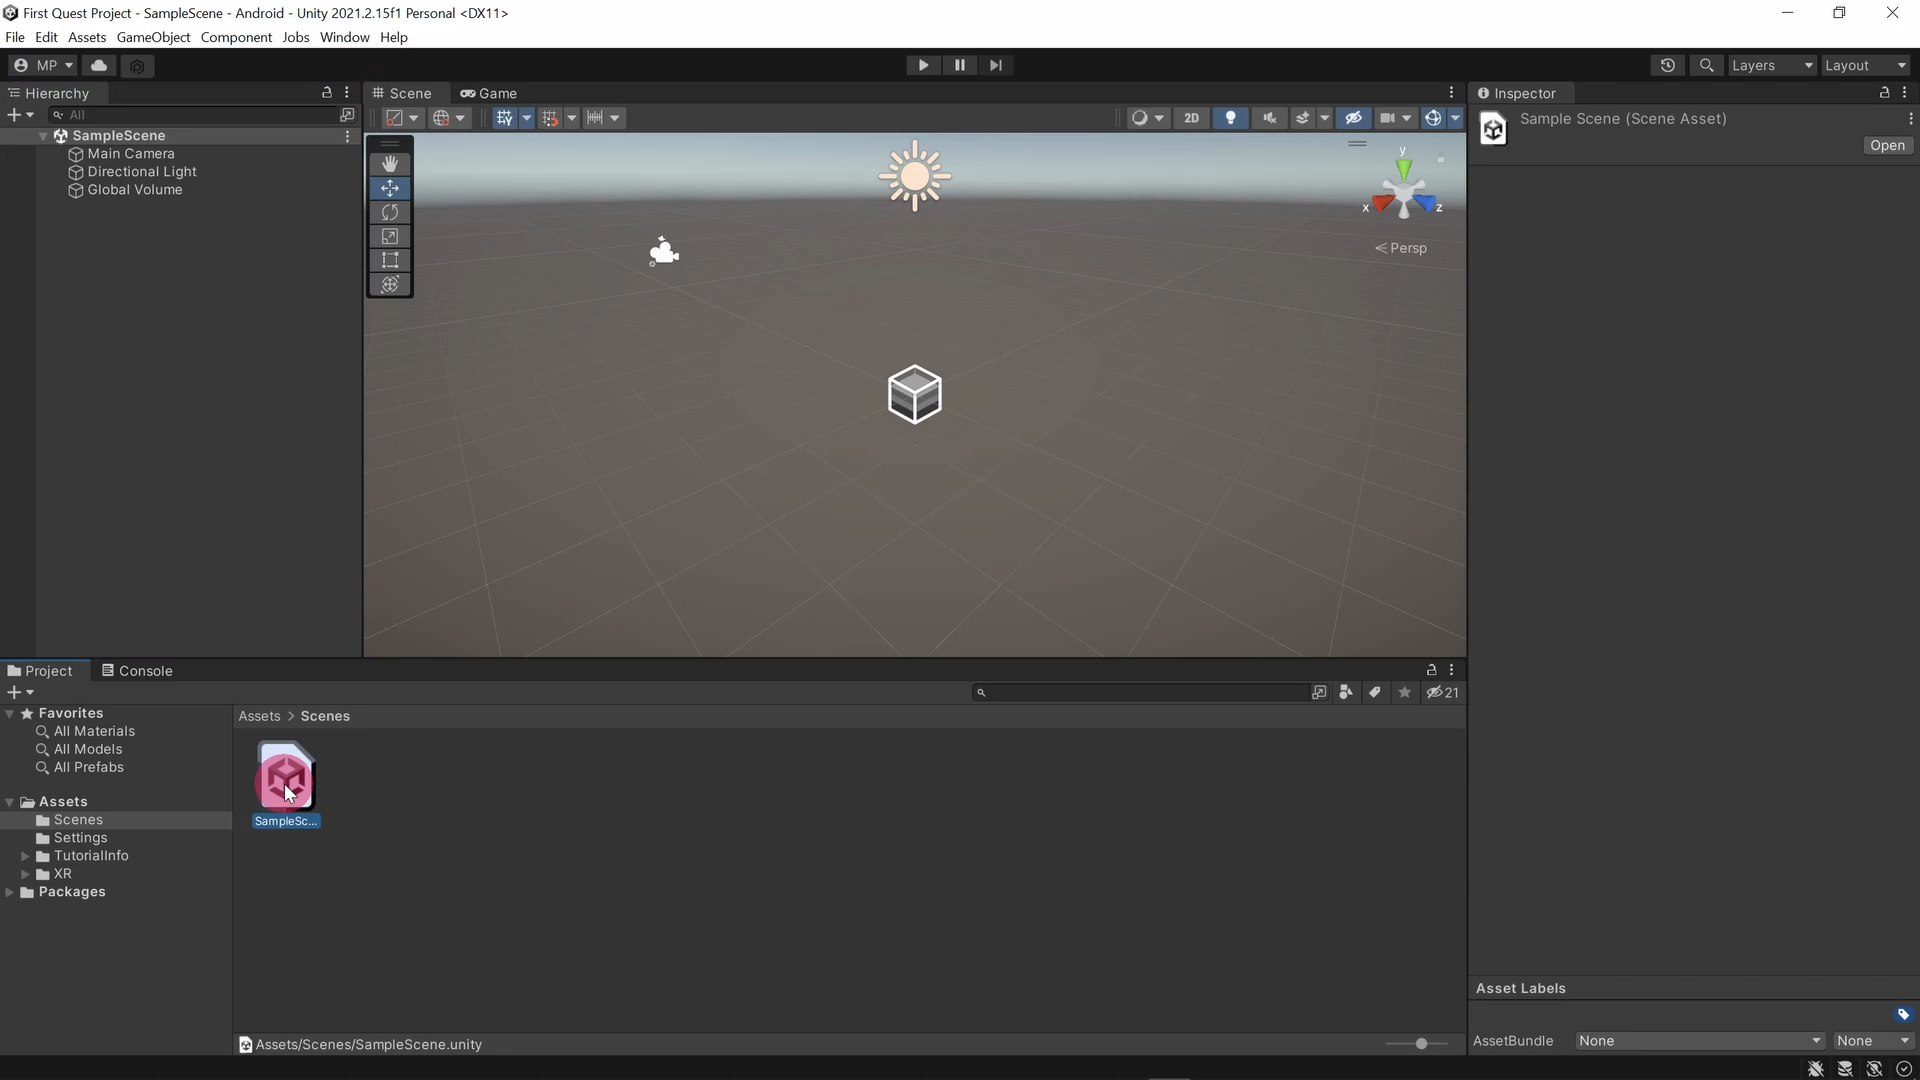 First Quest Project - SampleScene - Android - Unity 2021.2.15f1 Personal <DX11>
File Edit Assets GameObject Component Jobs Window Help
MP
Layers
Layout
Hierarchy
All
SampleScene
Main Camera
Directional Light
Global Volume
Scene Game
2D
y
x
z
< Persp
Inspector
Sample Scene (Scene Asset)
Open
Project Console
21
Favorites
All Materials
All Models
All Prefabs
Assets
Scenes
Settings
TutorialInfo
XR
Packages
Assets > Scenes
SampleSc...
Assets/Scenes/SampleScene.unity
Asset Labels
AssetBundle None None